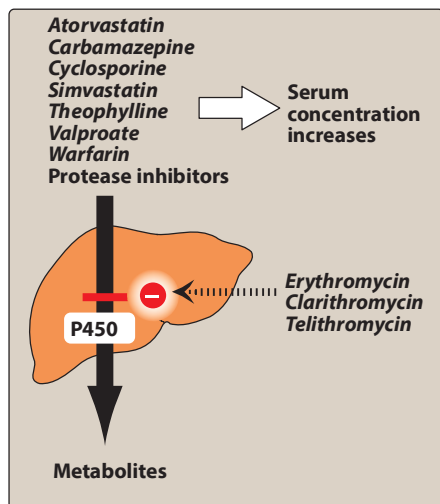 Atorvastatin
Carbamazepine
Cyclosporine
Simvastatin
Theophylline
Valproate
Warfarin
Protease inhibitors
Serum
concentration
increases
Erythromycin
Clarithromycin
Telithromycin
P450
Metabolites